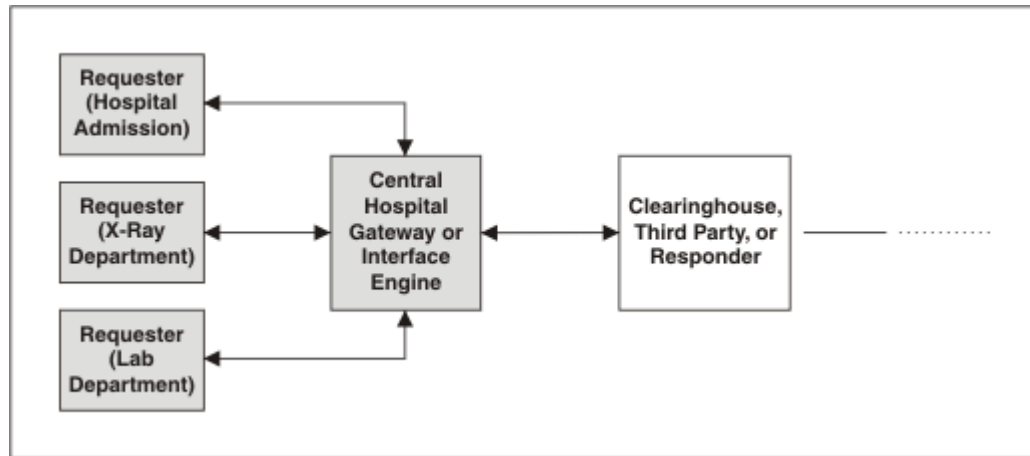 Requester
(Hospital
Admission)
Requester
(X-Ray
Department)
Requester
(Lab
Department)
Central
Hospital
Gateway or
Interface
Engine
Clearinghouse,
Third Party, or
Responder